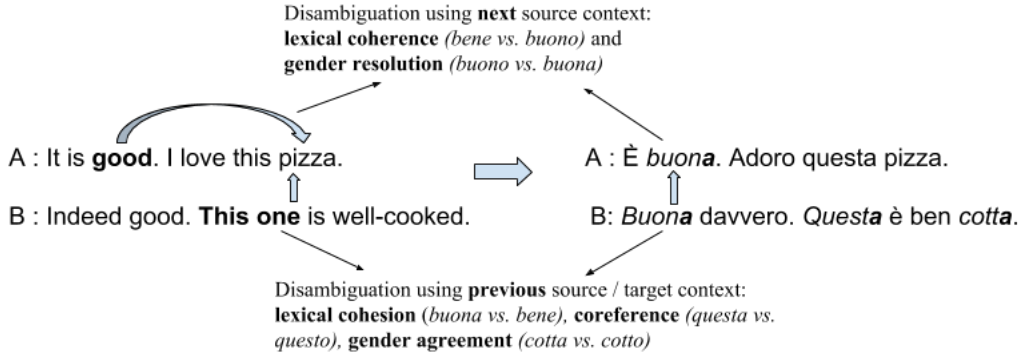 Disambiguation using next source context:
lexical coherence (bene vs. buono) and
gender resolution (buono vs. buona)
A : It is good. I love this pizza.
A : È buona. Adoro questa pizza.
B : Indeed good. This one is well-cooked.
B: Buona davvero. Questa è ben cotta.
Disambiguation using previous source / target context:
lexical cohesion (buona vs. bene), coreference (questa vs.
questo), gender agreement (cotta vs. cotto)